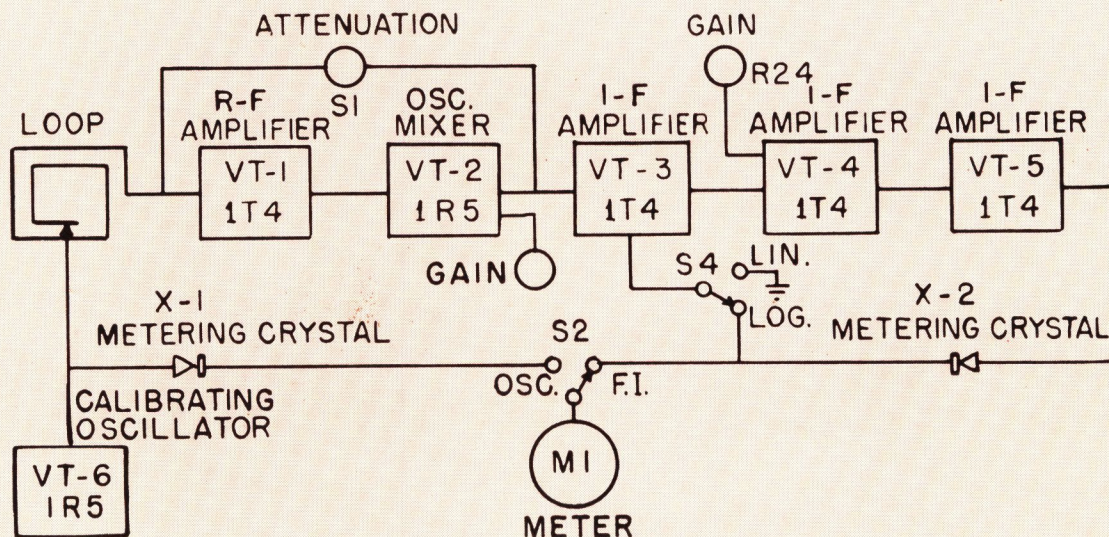 ATTENUATION
GAIN
S1
R24
LOOP
R-F
AMPLIFIER
OSC.
MIXER
I-F
AMPLIFIER
I-F
AMPLIFIER
I-F
AMPLIFIER
VT-1
1T4
VT-2
1R5
VT-3
1T4
VT-4
1T4
VT-5
1T4
GAIN
S4
LIN.
LOG.
X-1
METERING CRYSTAL
S2
OSC.
F.I.
X-2
METERING CRYSTAL
CALIBRATING
OSCILLATOR
VT-6
1R5
M1
METER